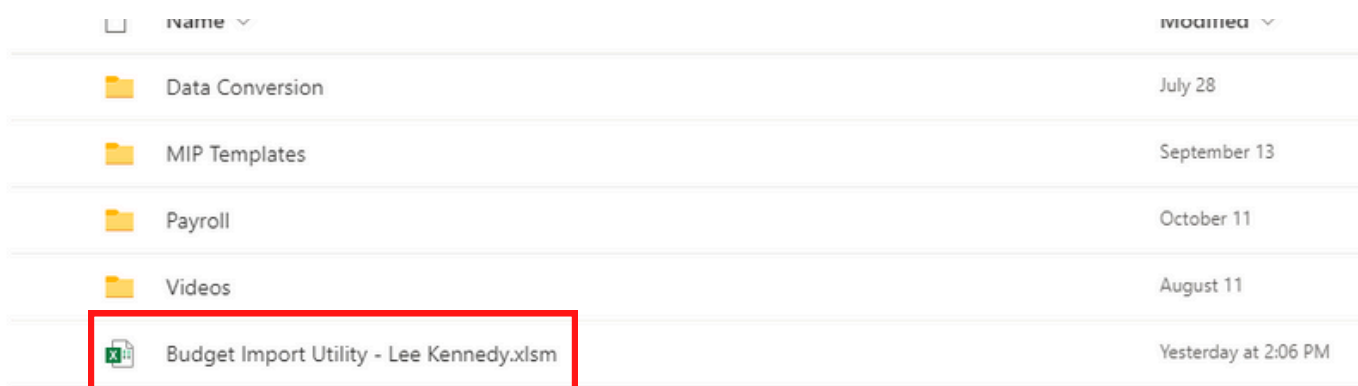 Name Modified
Data Conversion July 28
MIP Templates September 13
Payroll October 11
Videos August 11
Budget Import Utility - Lee Kennedy.xlsm Yesterday at 2:06 PM